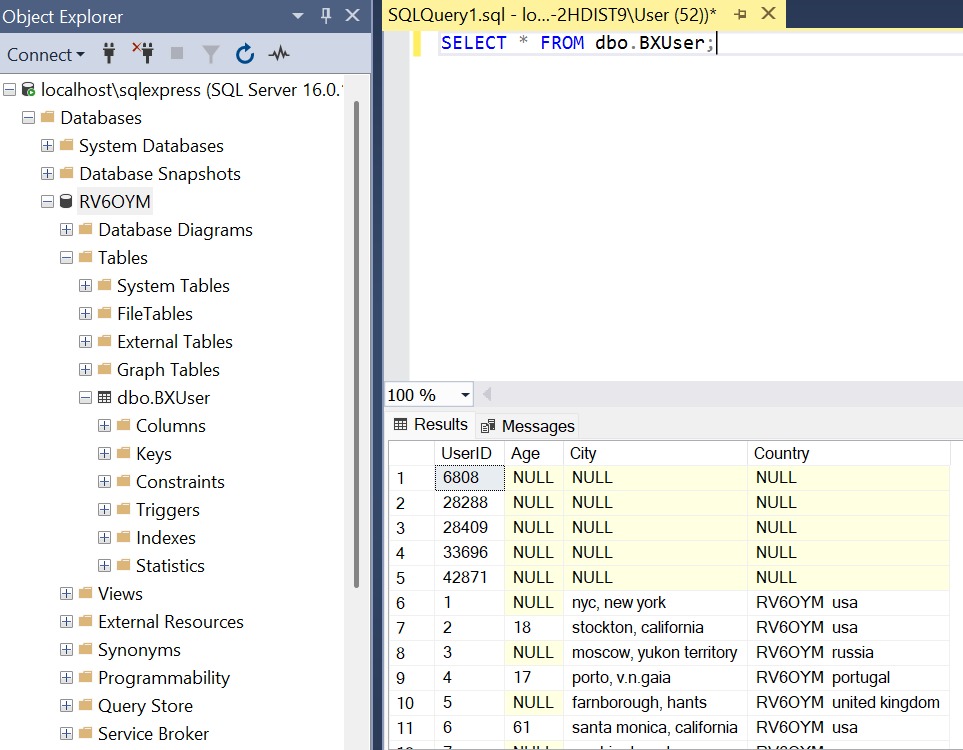 Object Explorer
Connect
localhost\sqlexpress (SQL Server 16.0.
Databases
System Databases
Database Snapshots
RV6OYM
Database Diagrams
Tables
System Tables
FileTables
External Tables
Graph Tables
dbo.BXUser
Columns
Keys
Constraints
Triggers
Indexes
Statistics
Views
External Resources
Synonyms
Programmability
Query Store
Service Broker
SQLQuery1.sql - lo...-2HDIST9\User (52))*
SELECT * FROM dbo.BXUser;
100 %
Results Messages
UserID Age City Country
1 6808 NULL NULL NULL
2 28288 NULL NULL NULL
3 28409 NULL NULL NULL
4 33696 NULL NULL NULL
5 42871 NULL NULL NULL
6 1 NULL nyc, new york RV6OYM usa
7 2 18 stockton, california RV6OYM usa
8 3 NULL moscow, yukon territory RV6OYM russia
9 4 17 porto, v.n.gaia RV6OYM portugal
10 5 NULL farnborough, hants RV6OYM united kingdom
11 6 61 santa monica, california RV6OYM usa